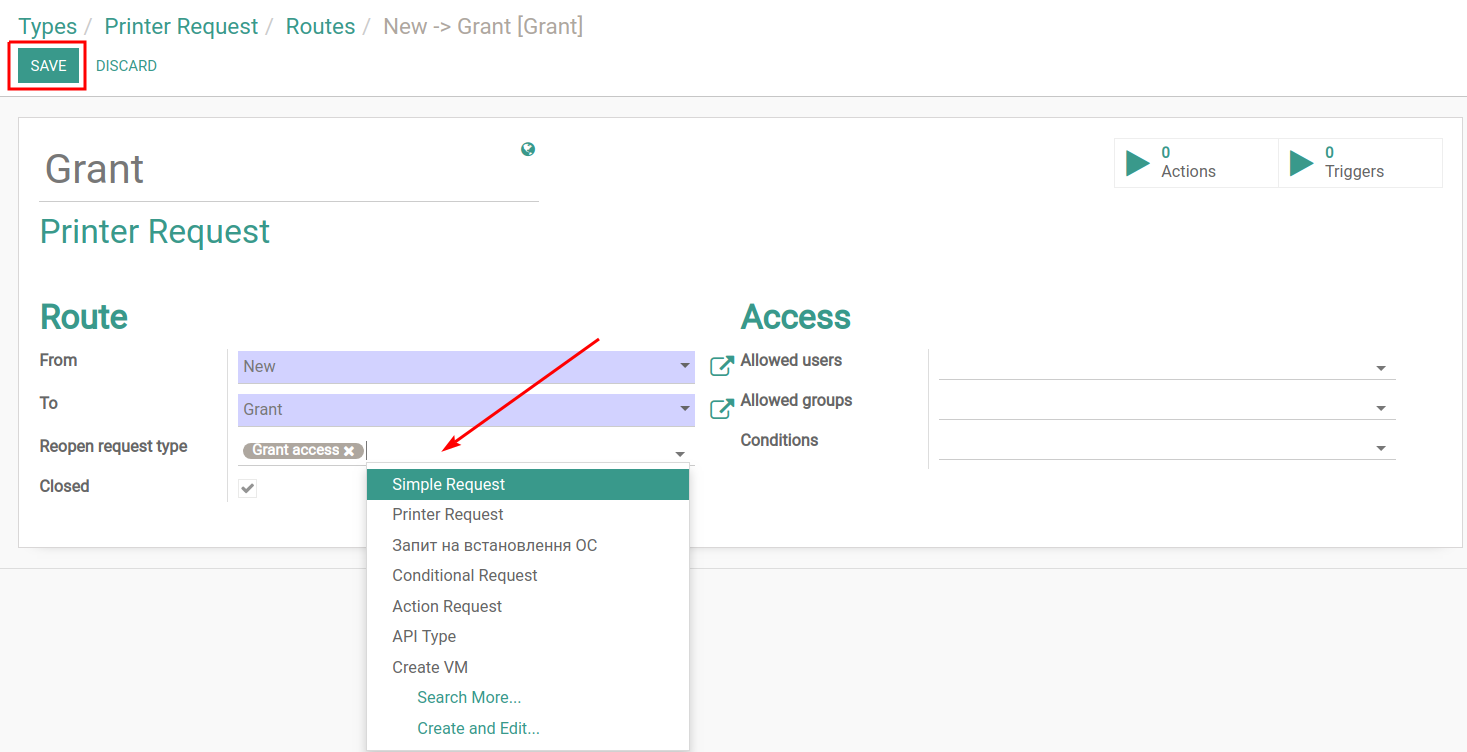 Types / Printer Request / Routes / New -> Grant [Grant]
SAVE DISCARD
Grant
0
Actions
0
Triggers
Printer Request
Route
From New
To Grant
Reopen request type Grant access
Closed
Simple Request
Printer Request
Запит на встановлення ОС
Conditional Request
Action Request
API Type
Create VM
Search More...
Create and Edit...
Access
Allowed users
Allowed groups
Conditions